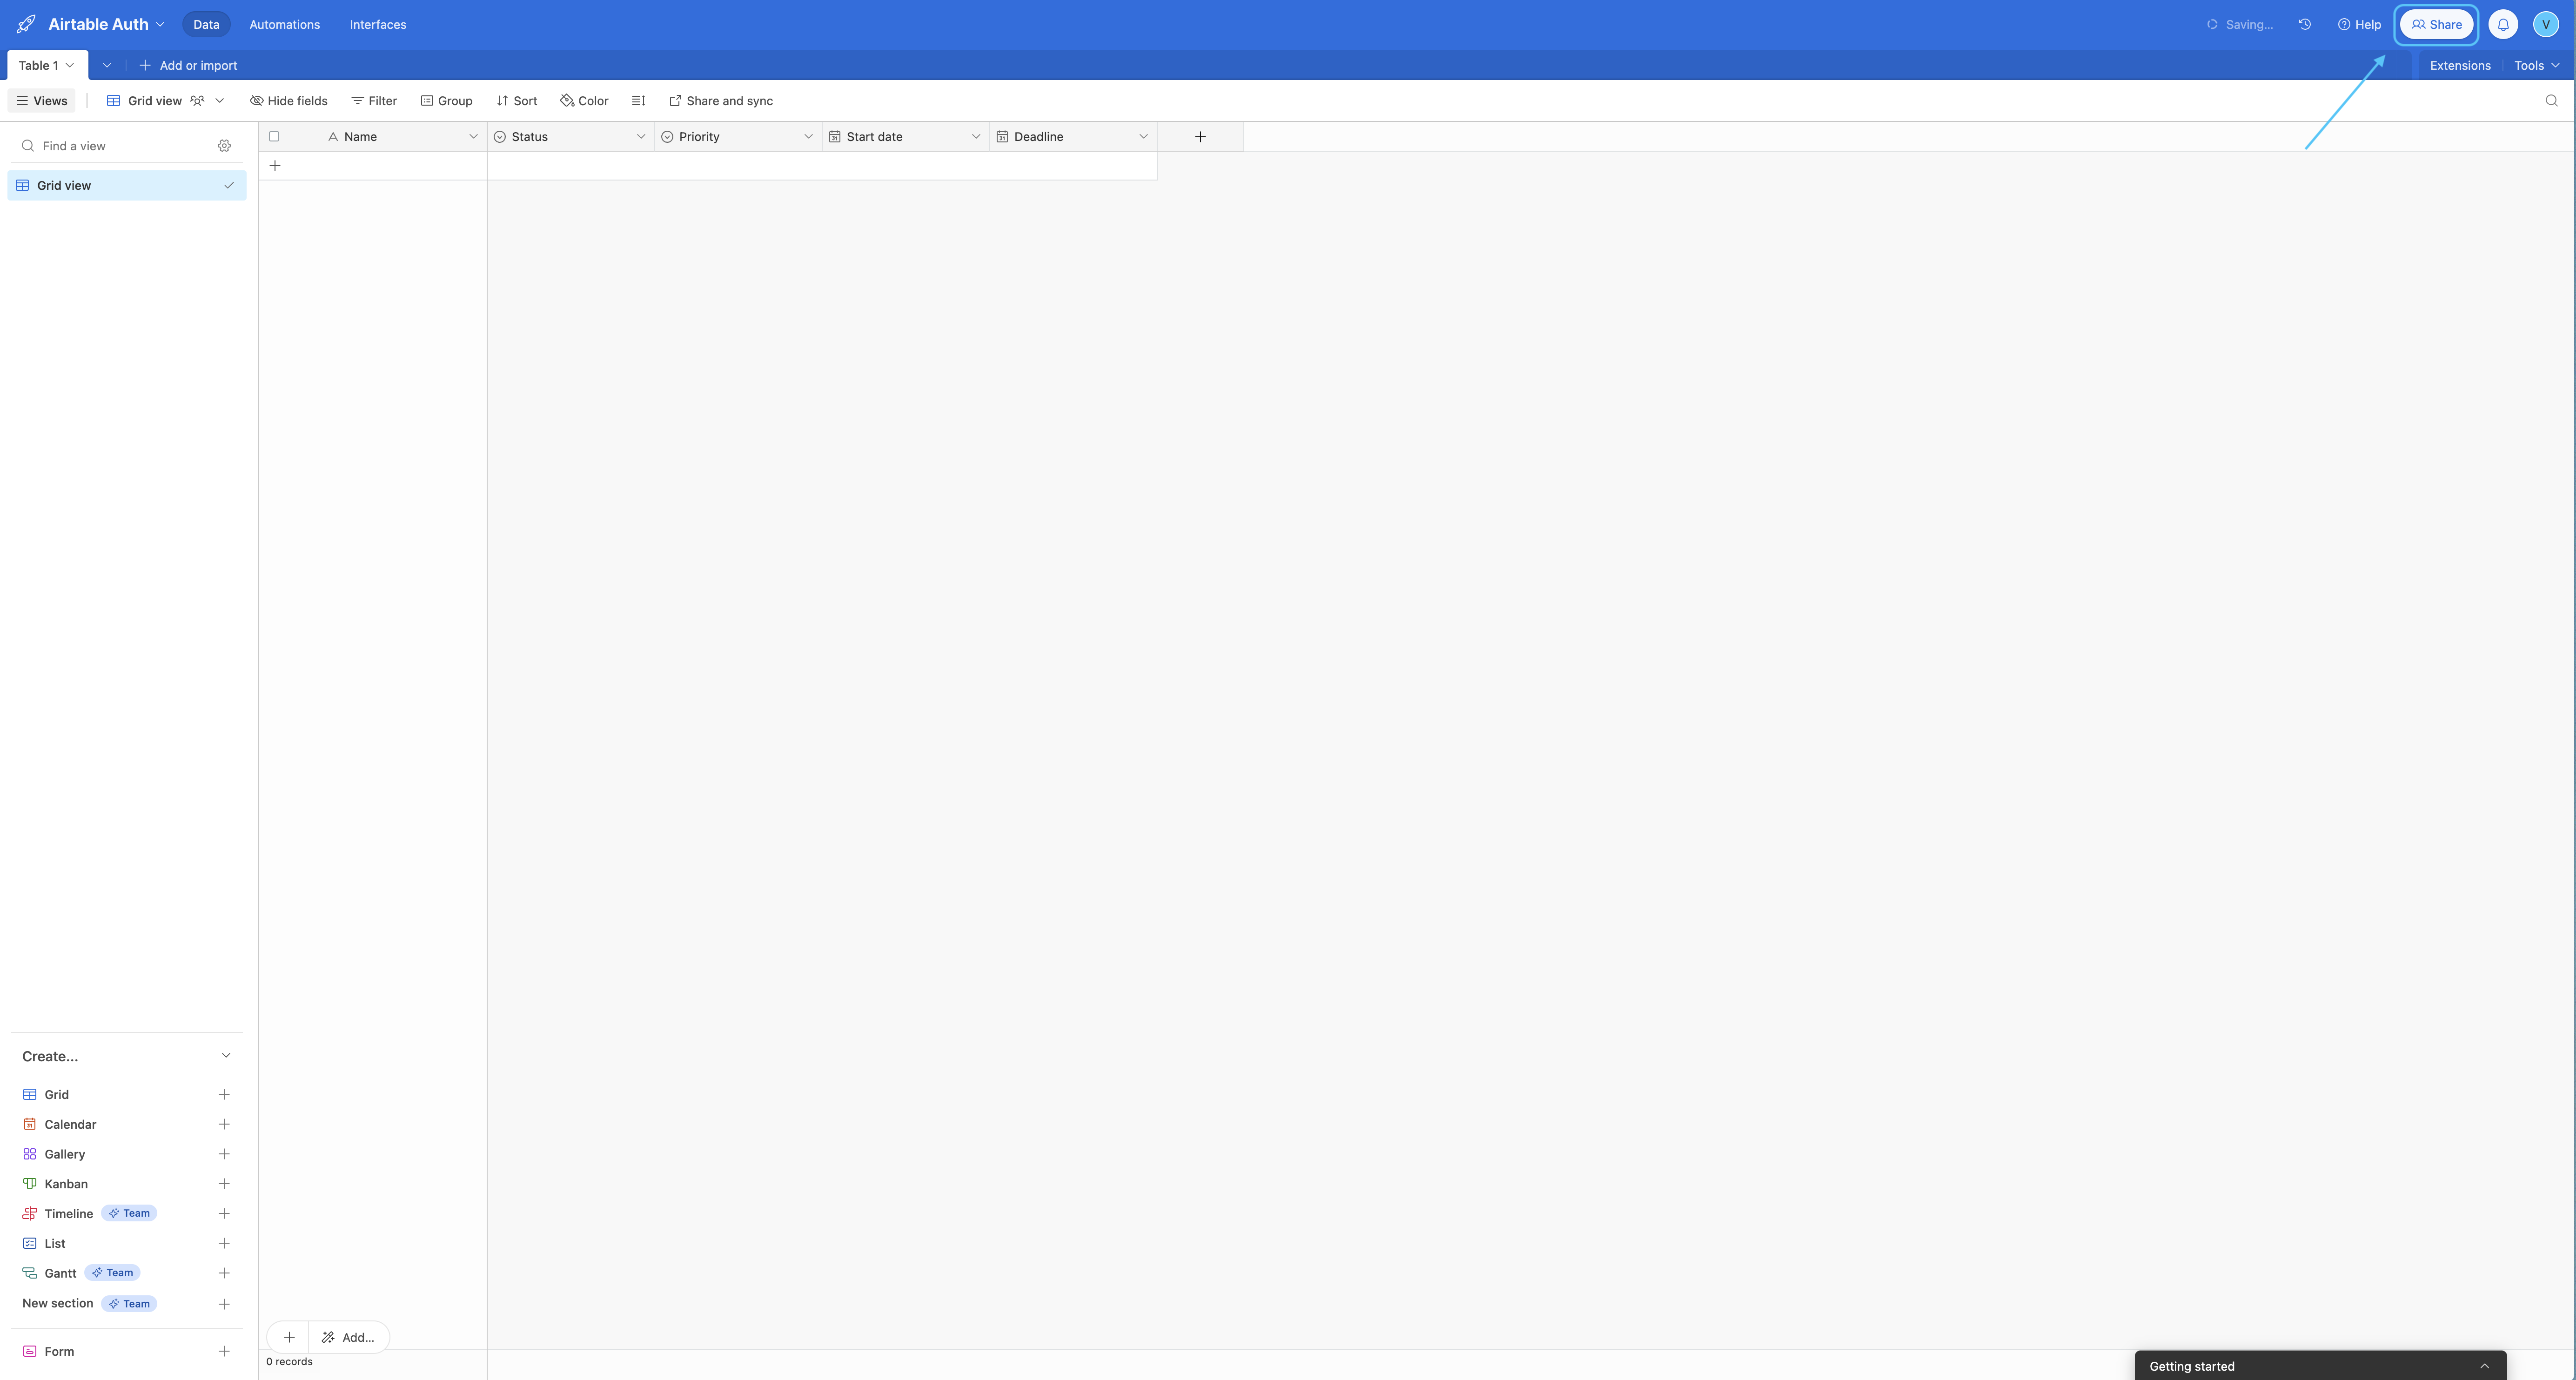 Airtable Auth Data Automations Interfaces Saving... Help Share V
Table 1 Add or import Extensions Tools
Views Grid view Hide fields Filter Group Sort Color Share and sync
Find a view
Grid view
Name Status Priority Start date Deadline
Create...
Grid
Calendar
Gallery
Kanban
Timeline Team
List
Gantt Team
New section Team
Form
Add...
0 records
Getting started